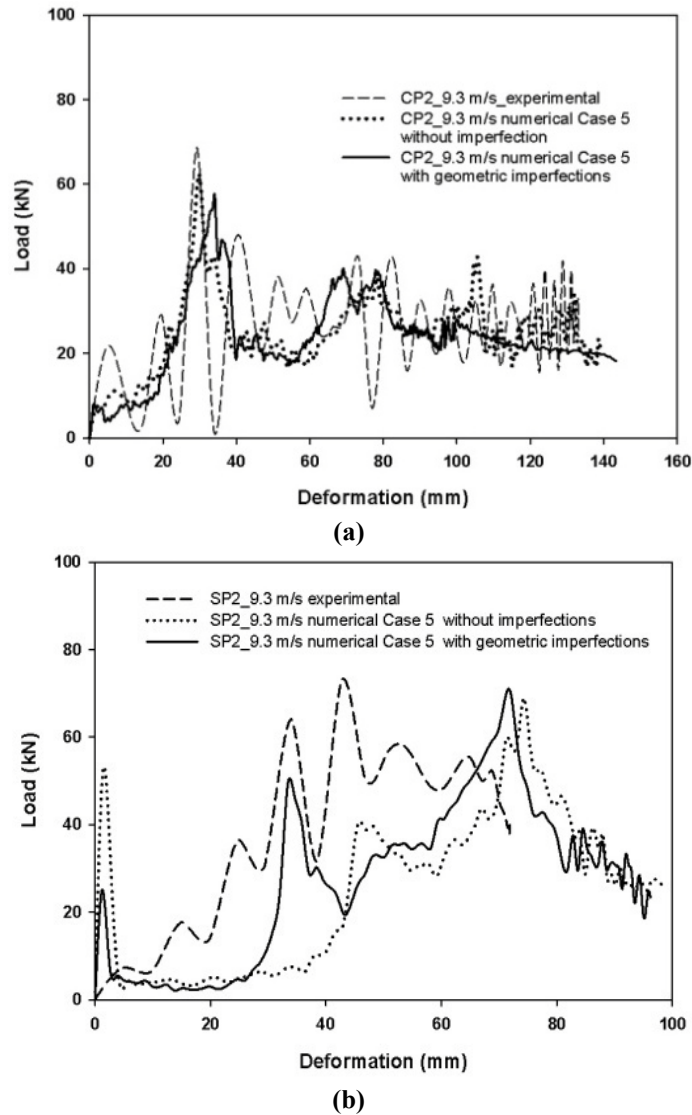 100
80
60
40
20
0
Load (kN)
CP2_9.3 m/s_experimental
CP2_9.3 m/s numerical Case 5
without imperfection
CP2_9.3 m/s numerical Case 5
with geometric imperfections
0 20 40 60 80 100 120 140 160
Deformation (mm)
(a)
100
80
60
40
20
0
Load (kN)
SP2_9.3 m/s experimental
SP2_9.3 m/s numerical Case 5 without imperfections
SP2_9.3 m/s numerical Case 5 with geometric imperfections
0 20 40 60 80 100
Deformation (mm)
(b)